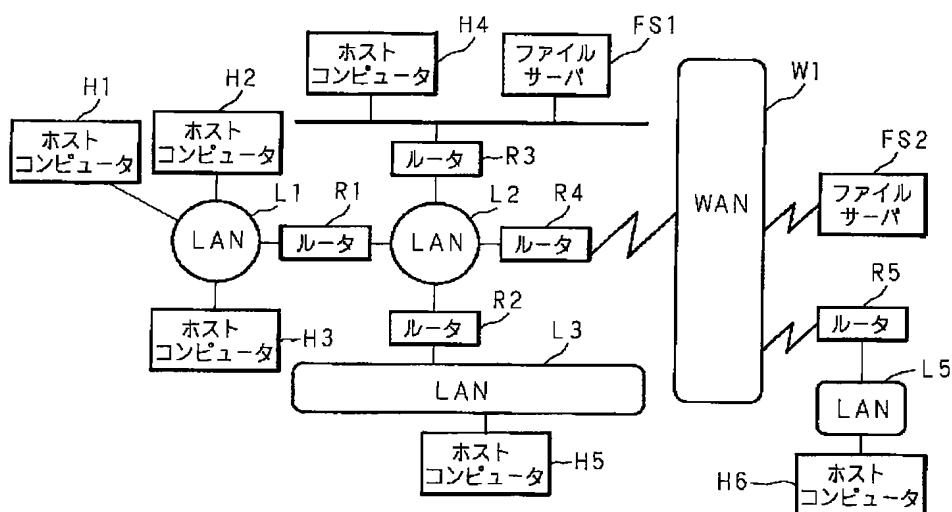 H4
FS1
ホスト
コンピュータ
ファイル
サーバ
W1
H1
H2
ホスト
コンピュータ
ホスト
コンピュータ
ルータ
R3
FS2
ファイル
サーバ
L1
R1
L2
R4
WAN
LAN
ルータ
LAN
ルータ
R2
R5
ルータ
ルータ
ホスト
コンピュータ
H3
L3
LAN
L5
LAN
ホスト
コンピュータ
H5
H6
ホスト
コンピュータ